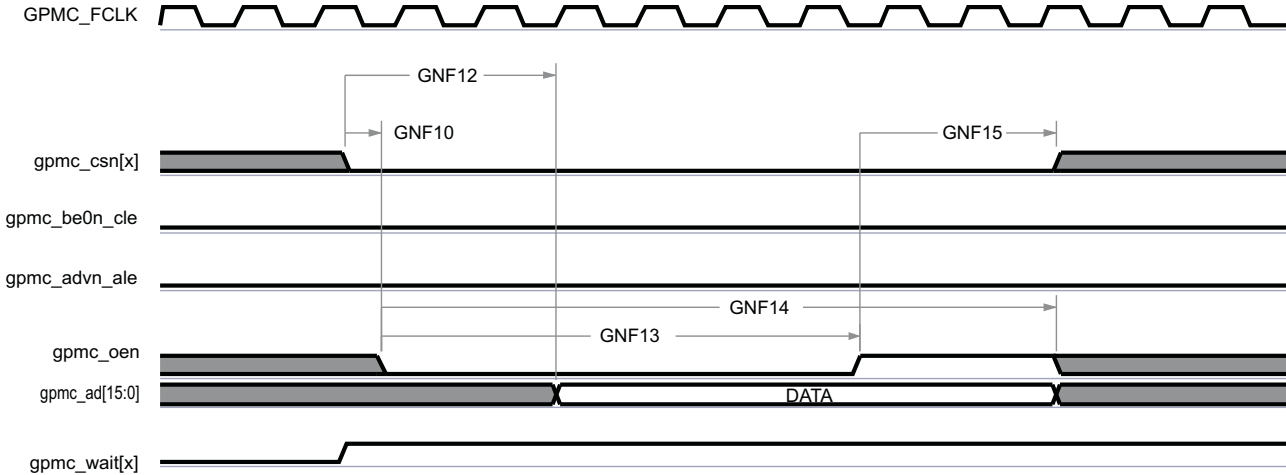 GPMC_FCLK
GNF12
GNF10
GNF15
gpmc_csn[x]
gpmc_be0n_cle
gpmc_advn_ale
GNF14
GNF13
gpmc_oen
gpmc_ad[15:0]
DATA
gpmc_wait[x]